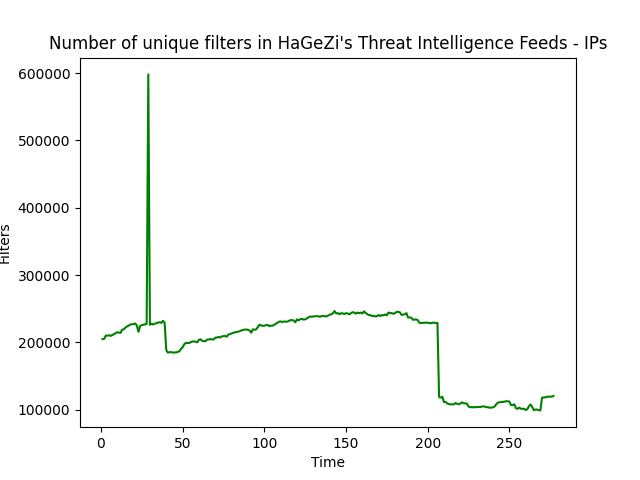 Number of unique filters in HaGeZi's Threat Intelligence Feeds - IPs
600000
500000
400000
300000
200000
100000
Filters
0 50 100 150 200 250
Time